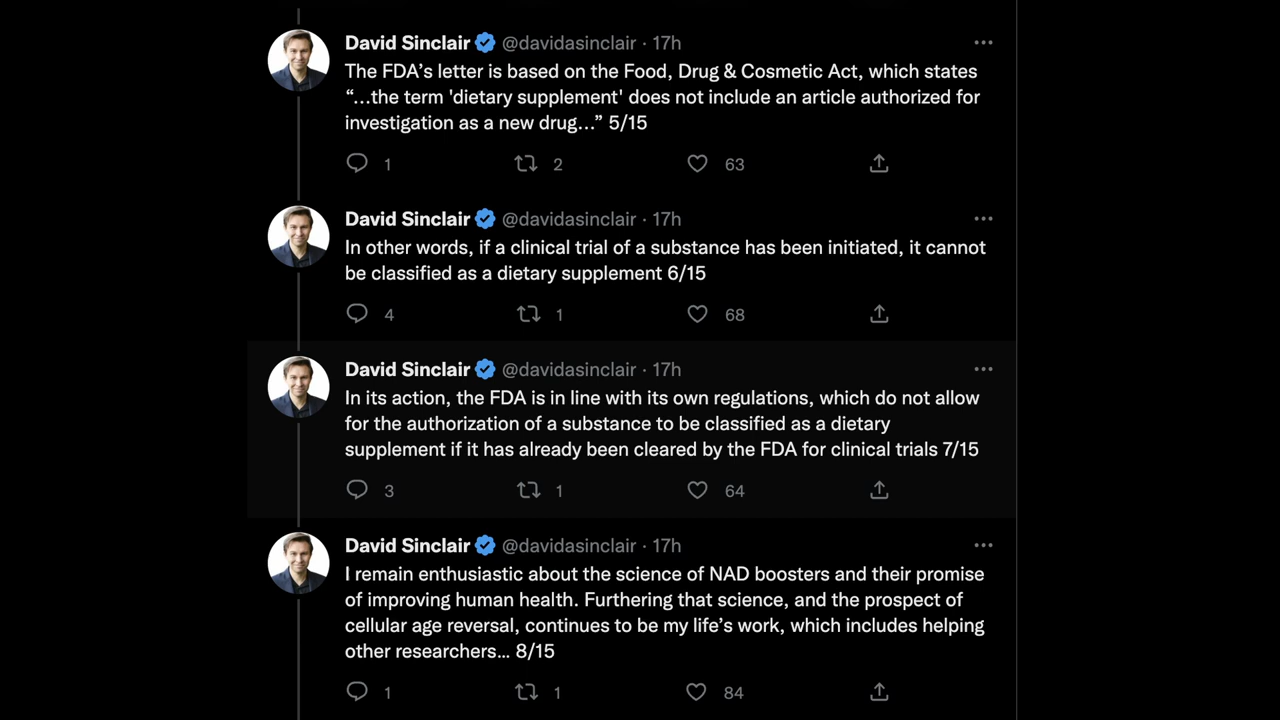 David Sinclair @davidasinclair · 17h
The FDA’s letter is based on the Food, Drug & Cosmetic Act, which states
“…the term 'dietary supplement' does not include an article authorized for
investigation as a new drug…” 5/15
1 2 63
David Sinclair @davidasinclair · 17h
In other words, if a clinical trial of a substance has been initiated, it cannot
be classified as a dietary supplement 6/15
4 1 68
David Sinclair @davidasinclair · 17h
In its action, the FDA is in line with its own regulations, which do not allow
for the authorization of a substance to be classified as a dietary
supplement if it has already been cleared by the FDA for clinical trials 7/15
3 1 64
David Sinclair @davidasinclair · 17h
I remain enthusiastic about the science of NAD boosters and their promise
of improving human health. Furthering that science, and the prospect of
cellular age reversal, continues to be my life’s work, which includes helping
other researchers… 8/15
1 1 84